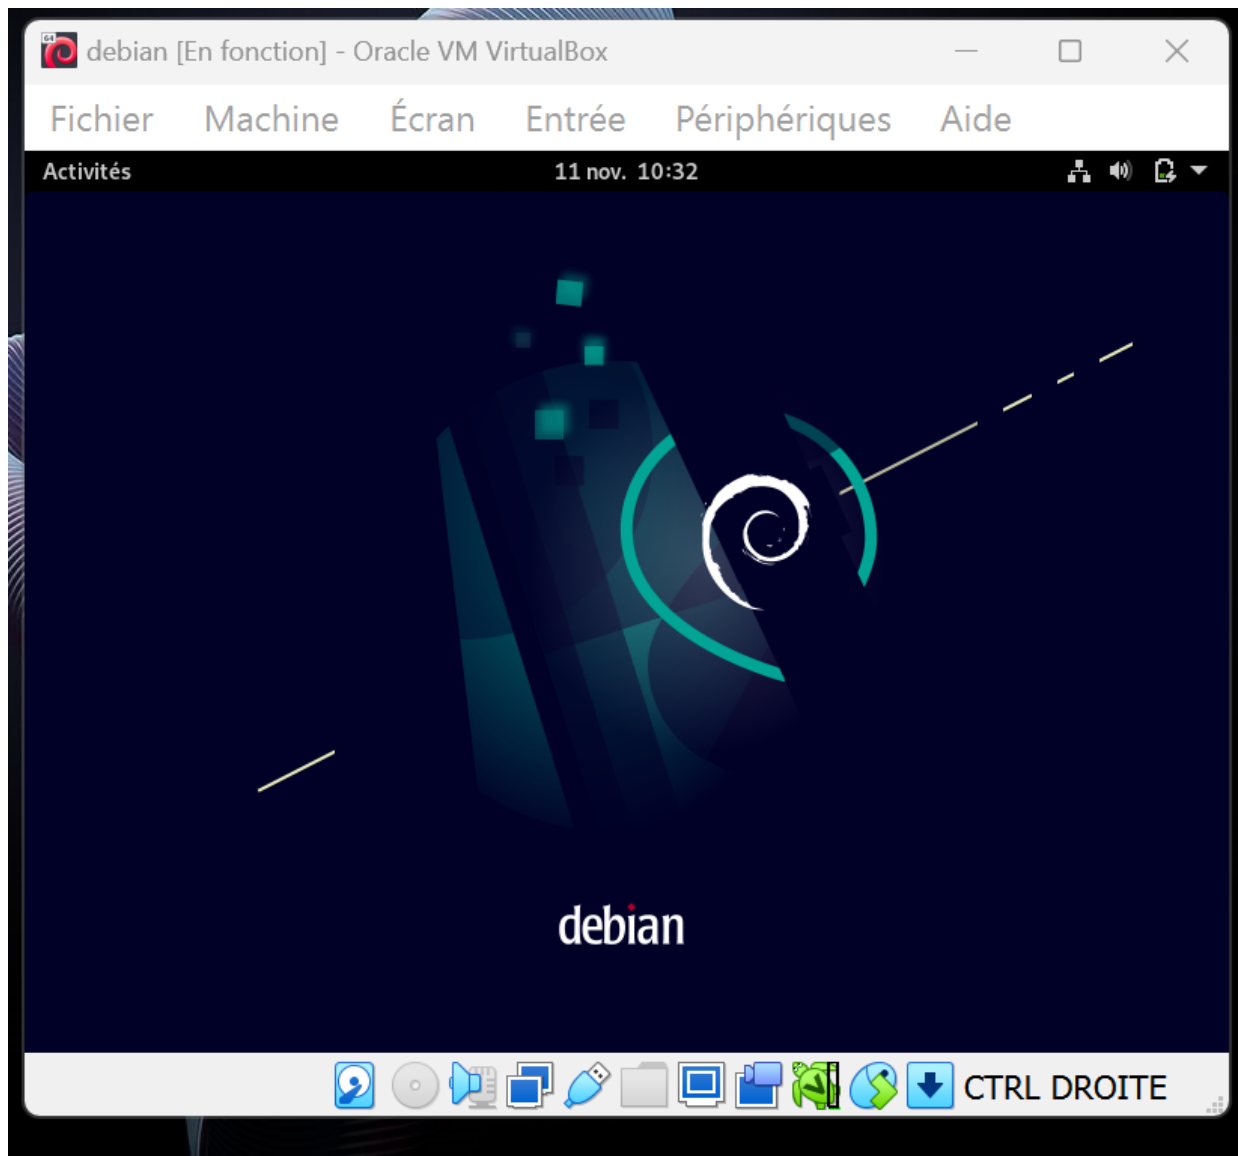 64
debian [En fonction] - Oracle VM VirtualBox
Fichier Machine Écran Entrée Périphériques Aide
Activités 11 nov. 10:32
debian
CTRL DROITE